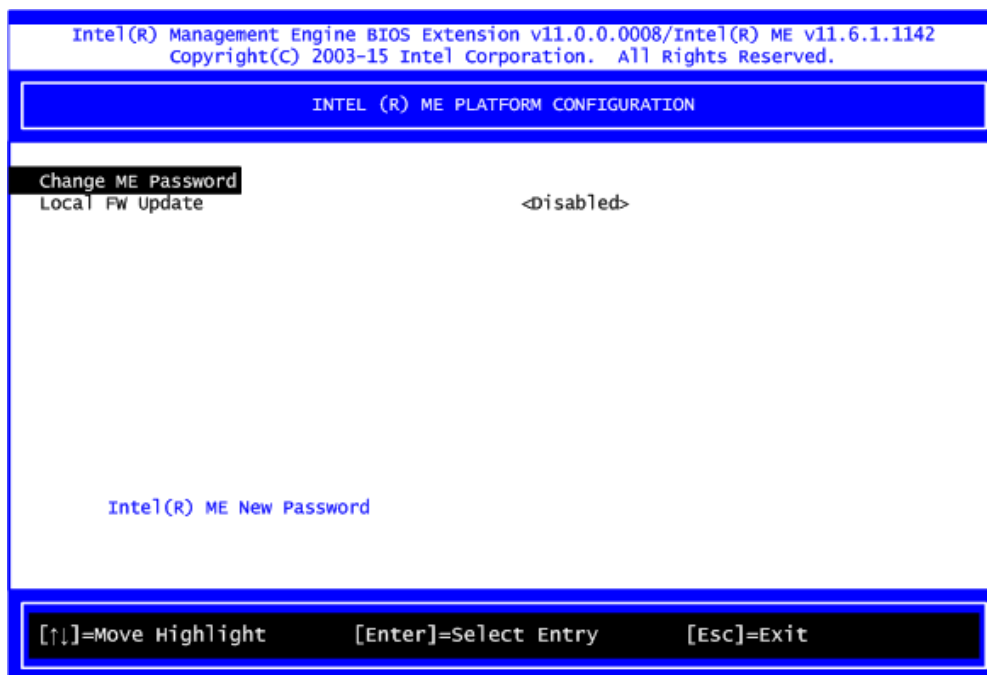 Intel(R) Management Engine BIOS Extension v11.0.0.0008/Intel(R) ME v11.6.1.1142
Copyright(C) 2003-15 Intel Corporation.  All Rights Reserved.
INTEL (R) ME PLATFORM CONFIGURATION
Change ME Password
Local FW Update <Disabled>
Intel(R) ME New Password
[↑↓]=Move Highlight [Enter]=Select Entry [Esc]=Exit